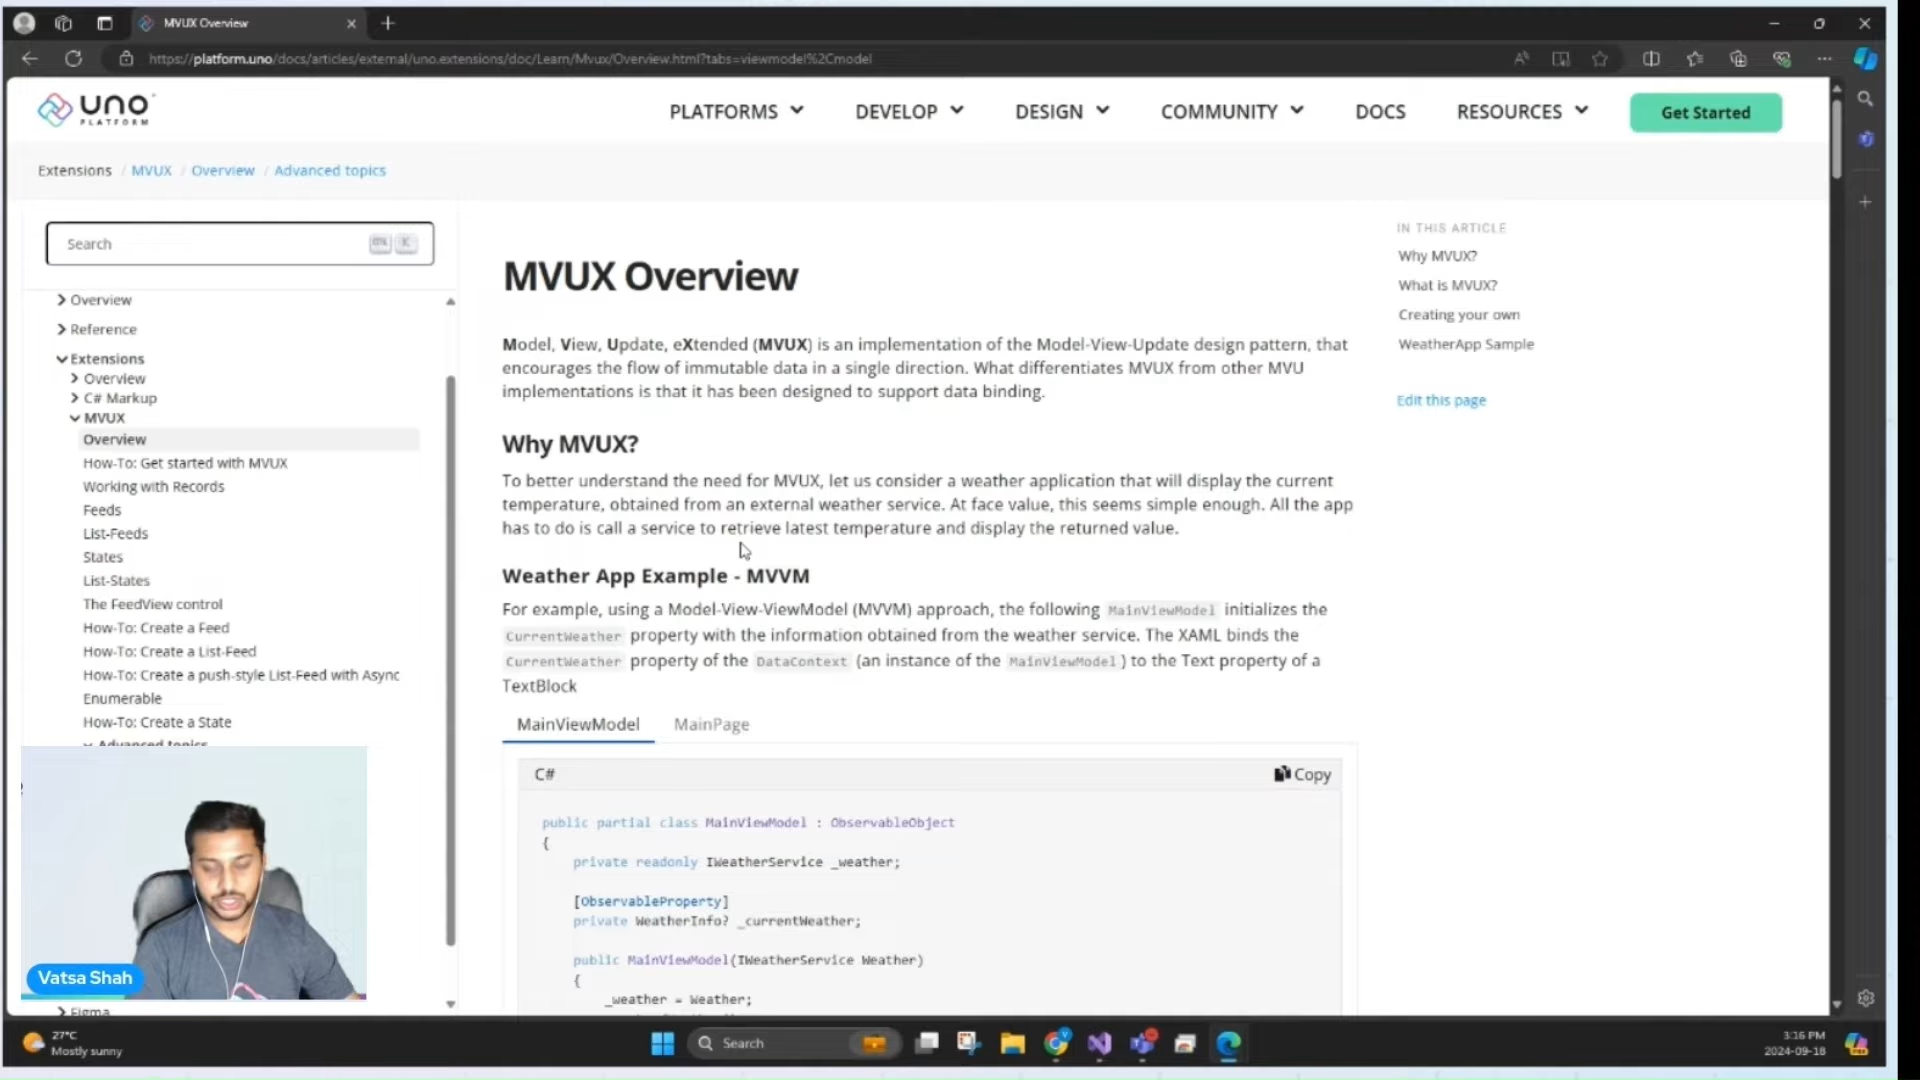 MVUX Overview
https://platform.uno/docs/articles/external/uno.extensions/doc/Learn/Mvux/Overview.html?tabs=viewmodel%2Cmodel
UNO
PLATFORM
PLATFORMS
DEVELOP
DESIGN
COMMUNITY
DOCS
RESOURCES
Get Started
Extensions / MVUX / Overview / Advanced topics
Search
K
Overview
Reference
Extensions
Overview
C# Markup
MVUX
Overview
How-To: Get started with MVUX
Working with Records
Feeds
List-Feeds
States
List-States
The FeedView control
How-To: Create a Feed
How-To: Create a List-Feed
How-To: Create a push-style List-Feed with Async
Enumerable
How-To: Create a State
Advanced topics
Figma
MVUX Overview
Model, View, Update, eXtended (MVUX) is an implementation of the Model-View-Update design pattern, that
encourages the flow of immutable data in a single direction. What differentiates MVUX from other MVU
implementations is that it has been designed to support data binding.
Why MVUX?
To better understand the need for MVUX, let us consider a weather application that will display the current
temperature, obtained from an external weather service. At face value, this seems simple enough. All the app
has to do is call a service to retrieve latest temperature and display the returned value.
Weather App Example - MVVM
For example, using a Model-View-ViewModel (MVVM) approach, the following MainViewModel initializes the
CurrentWeather property with the information obtained from the weather service. The XAML binds the
CurrentWeather property of the DataContext (an instance of the MainViewModel) to the Text property of a
TextBlock
MainViewModel
MainPage
C#
Copy
public partial class MainViewModel : ObservableObject
{
private readonly IWeatherService _weather;
[ObservableProperty]
private WeatherInfo? _currentWeather;
public MainViewModel(IWeatherService Weather)
{
_weather = Weather;
IN THIS ARTICLE
Why MVUX?
What is MVUX?
Creating your own
WeatherApp Sample
Edit this page
Vatsa Shah
27°C
Mostly sunny
Search
3:16 PM
2024-09-18